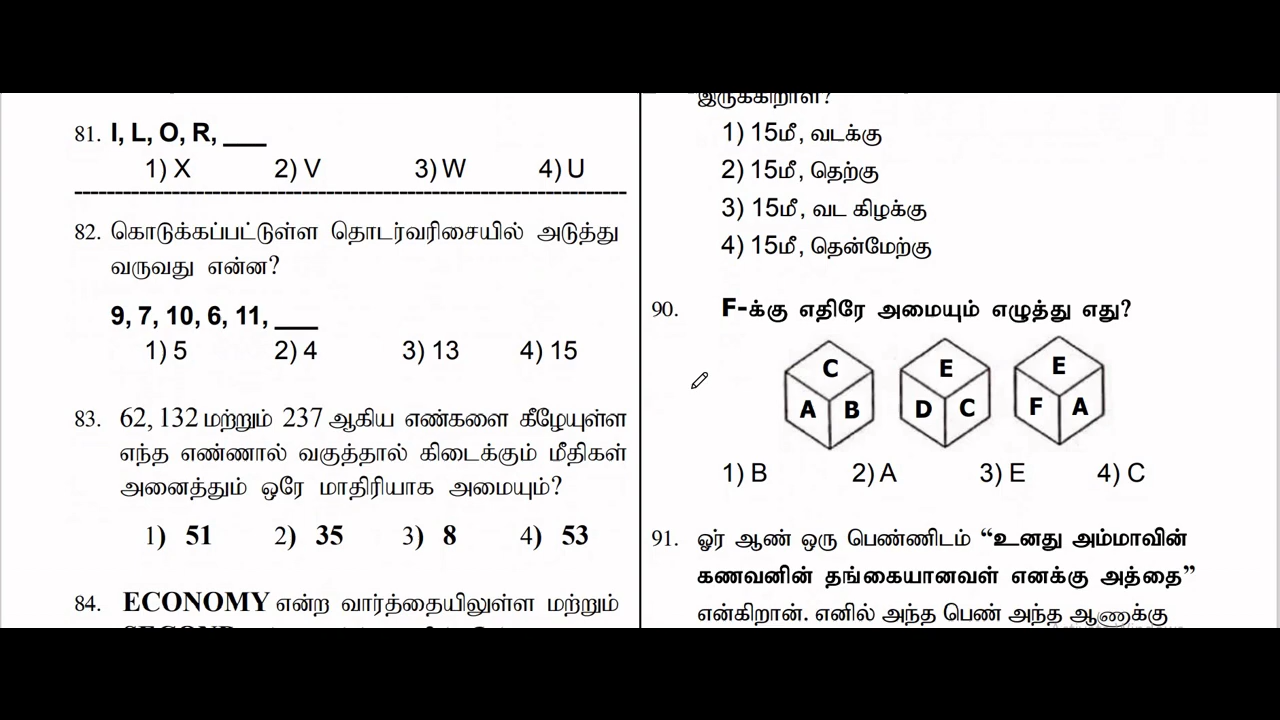 81. I, L, O, R, ___
1) X 2) V 3) W 4) U
82. கொடுக்கப்பட்டுள்ள தொடர்வரிசையில் அடுத்து
வருவது என்ன?
9, 7, 10, 6, 11, ___
1) 5 2) 4 3) 13 4) 15
83. 62, 132 மற்றும் 237 ஆகிய எண்களை கீழேயுள்ள
எந்த எண்ணால் வகுத்தால் கிடைக்கும் மீதிகள்
அனைத்தும் ஒரே மாதிரியாக அமையும்?
1) 51 2) 35 3) 8 4) 53
84. ECONOMY என்ற வார்த்தையிலுள்ள மற்றும்
இருக்கிறாள்?
1) 15மீ, வடக்கு
2) 15மீ, தெற்கு
3) 15மீ, வட கிழக்கு
4) 15மீ, தென்மேற்கு
90. F-க்கு எதிரே அமையும் எழுத்து எது?
C E E
A B D C F A
1) B 2) A 3) E 4) C
91. ஓர் ஆண் ஒரு பெண்ணிடம் “உனது அம்மாவின்
கணவனின் தங்கையானவள் எனக்கு அத்தை”
என்கிறான். எனில் அந்த பெண் அந்த ஆணுக்கு